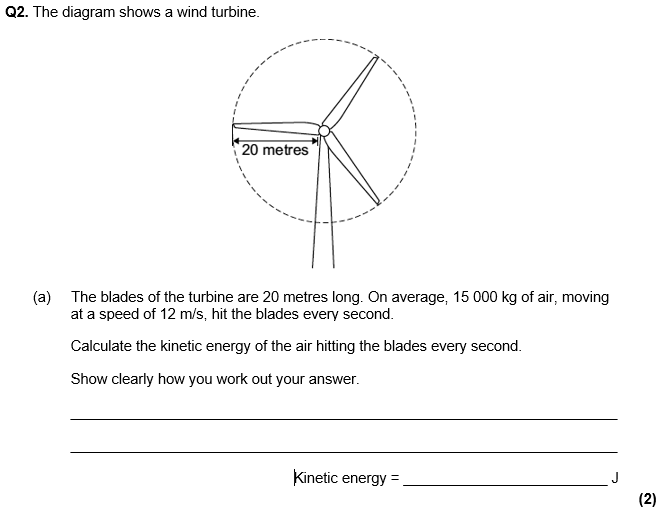 Q2. The diagram shows a wind turbine.
20 metres
(a) The blades of the turbine are 20 metres long. On average, 15 000 kg of air, moving
at a speed of 12 m/s, hit the blades every second.
Calculate the kinetic energy of the air hitting the blades every second.
Show clearly how you work out your answer.
Kinetic energy = ____________________ J
(2)